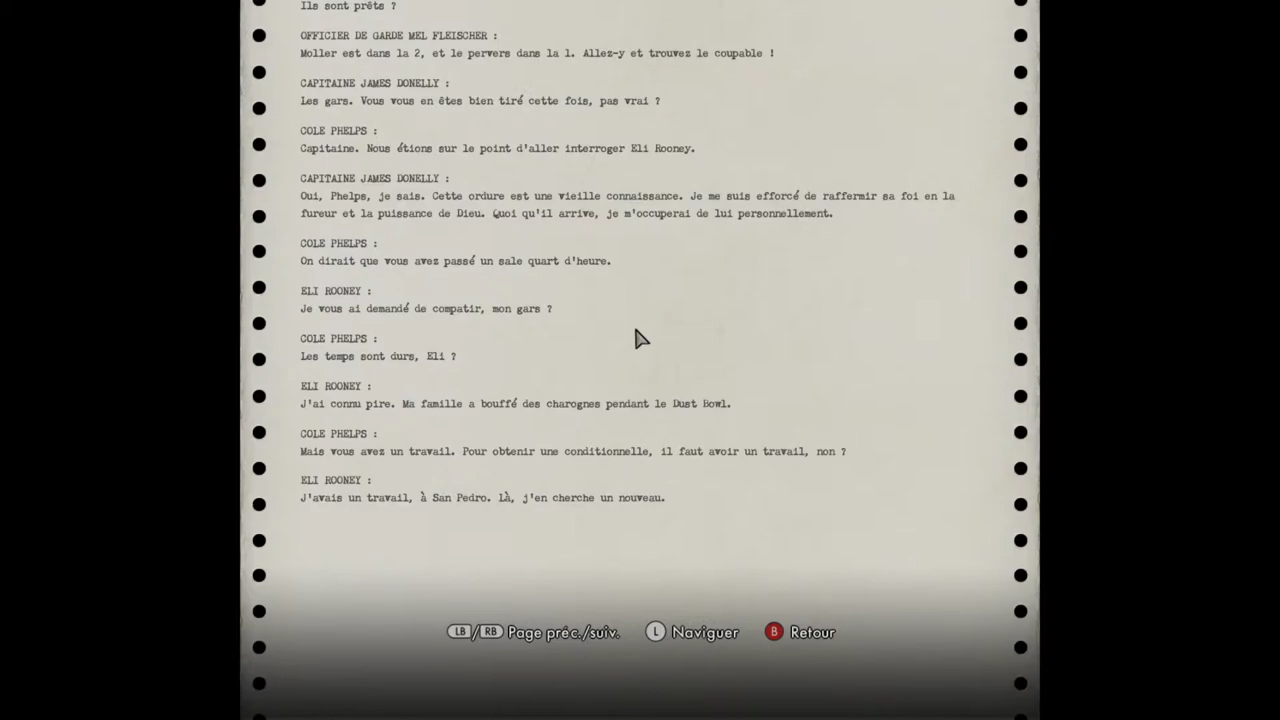 Ils sont prêts ?
OFFICIER DE GARDE MEL FLEISCHER :
Moller est dans la 2, et le pervers dans la 1. Allez-y et trouvez le coupable !
CAPITAINE JAMES DONELLY :
Les gars. Vous vous en êtes bien tiré cette fois, pas vrai ?
COLE PHELPS :
Capitaine. Nous étions sur le point d'aller interroger Eli Rooney.
CAPITAINE JAMES DONELLY :
Oui, Phelps, je sais. Cette ordure est une vieille connaissance. Je me suis efforcé de raffermir sa foi en la
fureur et la puissance de Dieu. Quoi qu'il arrive, je m'occuperai de lui personnellement.
COLE PHELPS :
On dirait que vous avez passé un sale quart d'heure.
ELI ROONEY :
Je vous ai demandé de compatir, mon gars ?
COLE PHELPS :
Les temps sont durs, Eli ?
ELI ROONEY :
J'ai connu pire. Ma famille a bouffé des charognes pendant le Dust Bowl.
COLE PHELPS :
Mais vous avez un travail. Pour obtenir une conditionnelle, il faut avoir un travail, non ?
ELI ROONEY :
J'avais un travail, à San Pedro. là, j'en cherche un nouveau.
LB/RB Page préc./suiv. L Naviguer B Retour